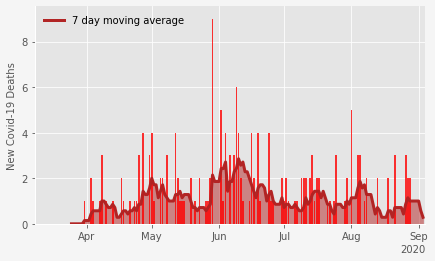 7 day moving average
New Covid-19 Deaths
8
6
4
2
0
Apr
May
Jun
Jul
Aug
Sep
2020